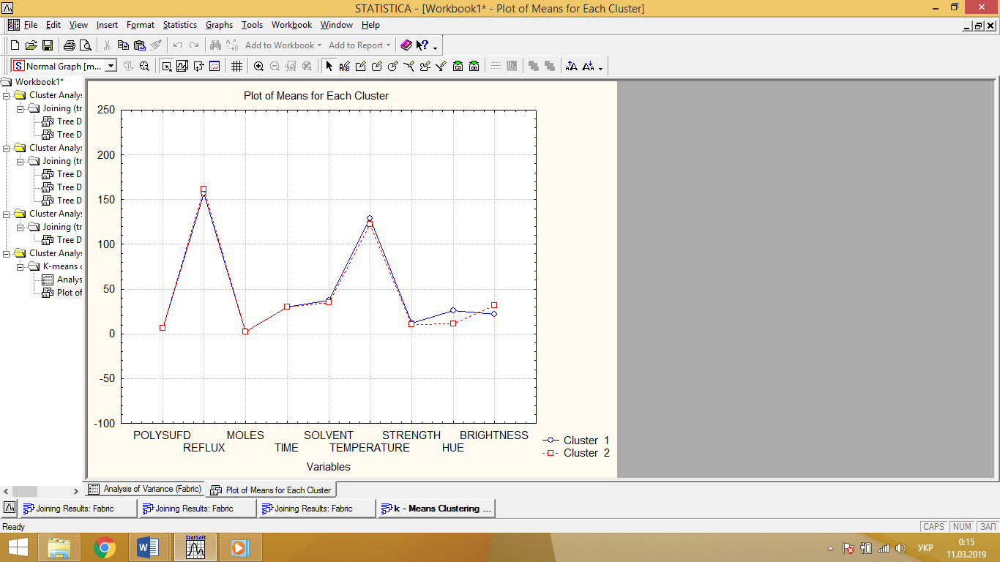 STATISTICA - [Workbook1* - Plot of Means for Each Cluster]
File Edit View Insert Format Statistics Graphs Tools Workbook Window Help
Add to Workbook Add to Report
Normal Graph [m...
Workbook1*
Cluster Analys
Joining (tr
Tree D
Tree D
Cluster Analys
Joining (tr
Tree D
Tree D
Tree D
Cluster Analys
Joining (tr
Tree D
Cluster Analys
K-means c
Analys
Plot of
Plot of Means for Each Cluster
250
200
150
100
50
0
-50
-100
POLYSUFD MOLES SOLVENT STRENGTH BRIGHTNESS
REFLUX TIME TEMPERATURE HUE
Variables
Cluster 1
Cluster 2
Analysis of Variance (Fabric) Plot of Means for Each Cluster
Joining Results: Fabric Joining Results: Fabric Joining Results: Fabric k - Means Clustering ...
Ready CAPS NUM ЗАП
StatSoft
УКР
0:15
11.03.2019